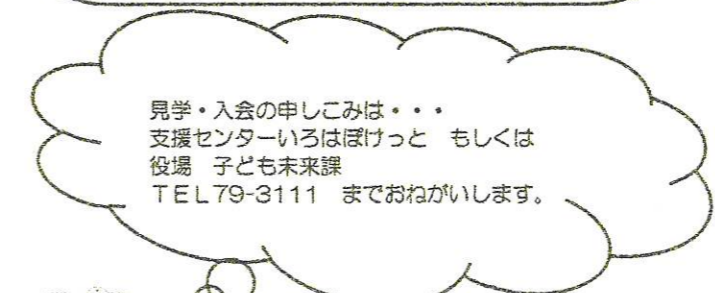 見学・入会の申しこみは・・・
支援センターいろはぽけっと　もしくは
役場　子ども未来課
ＴＥＬ79-3111　までおねがいします。